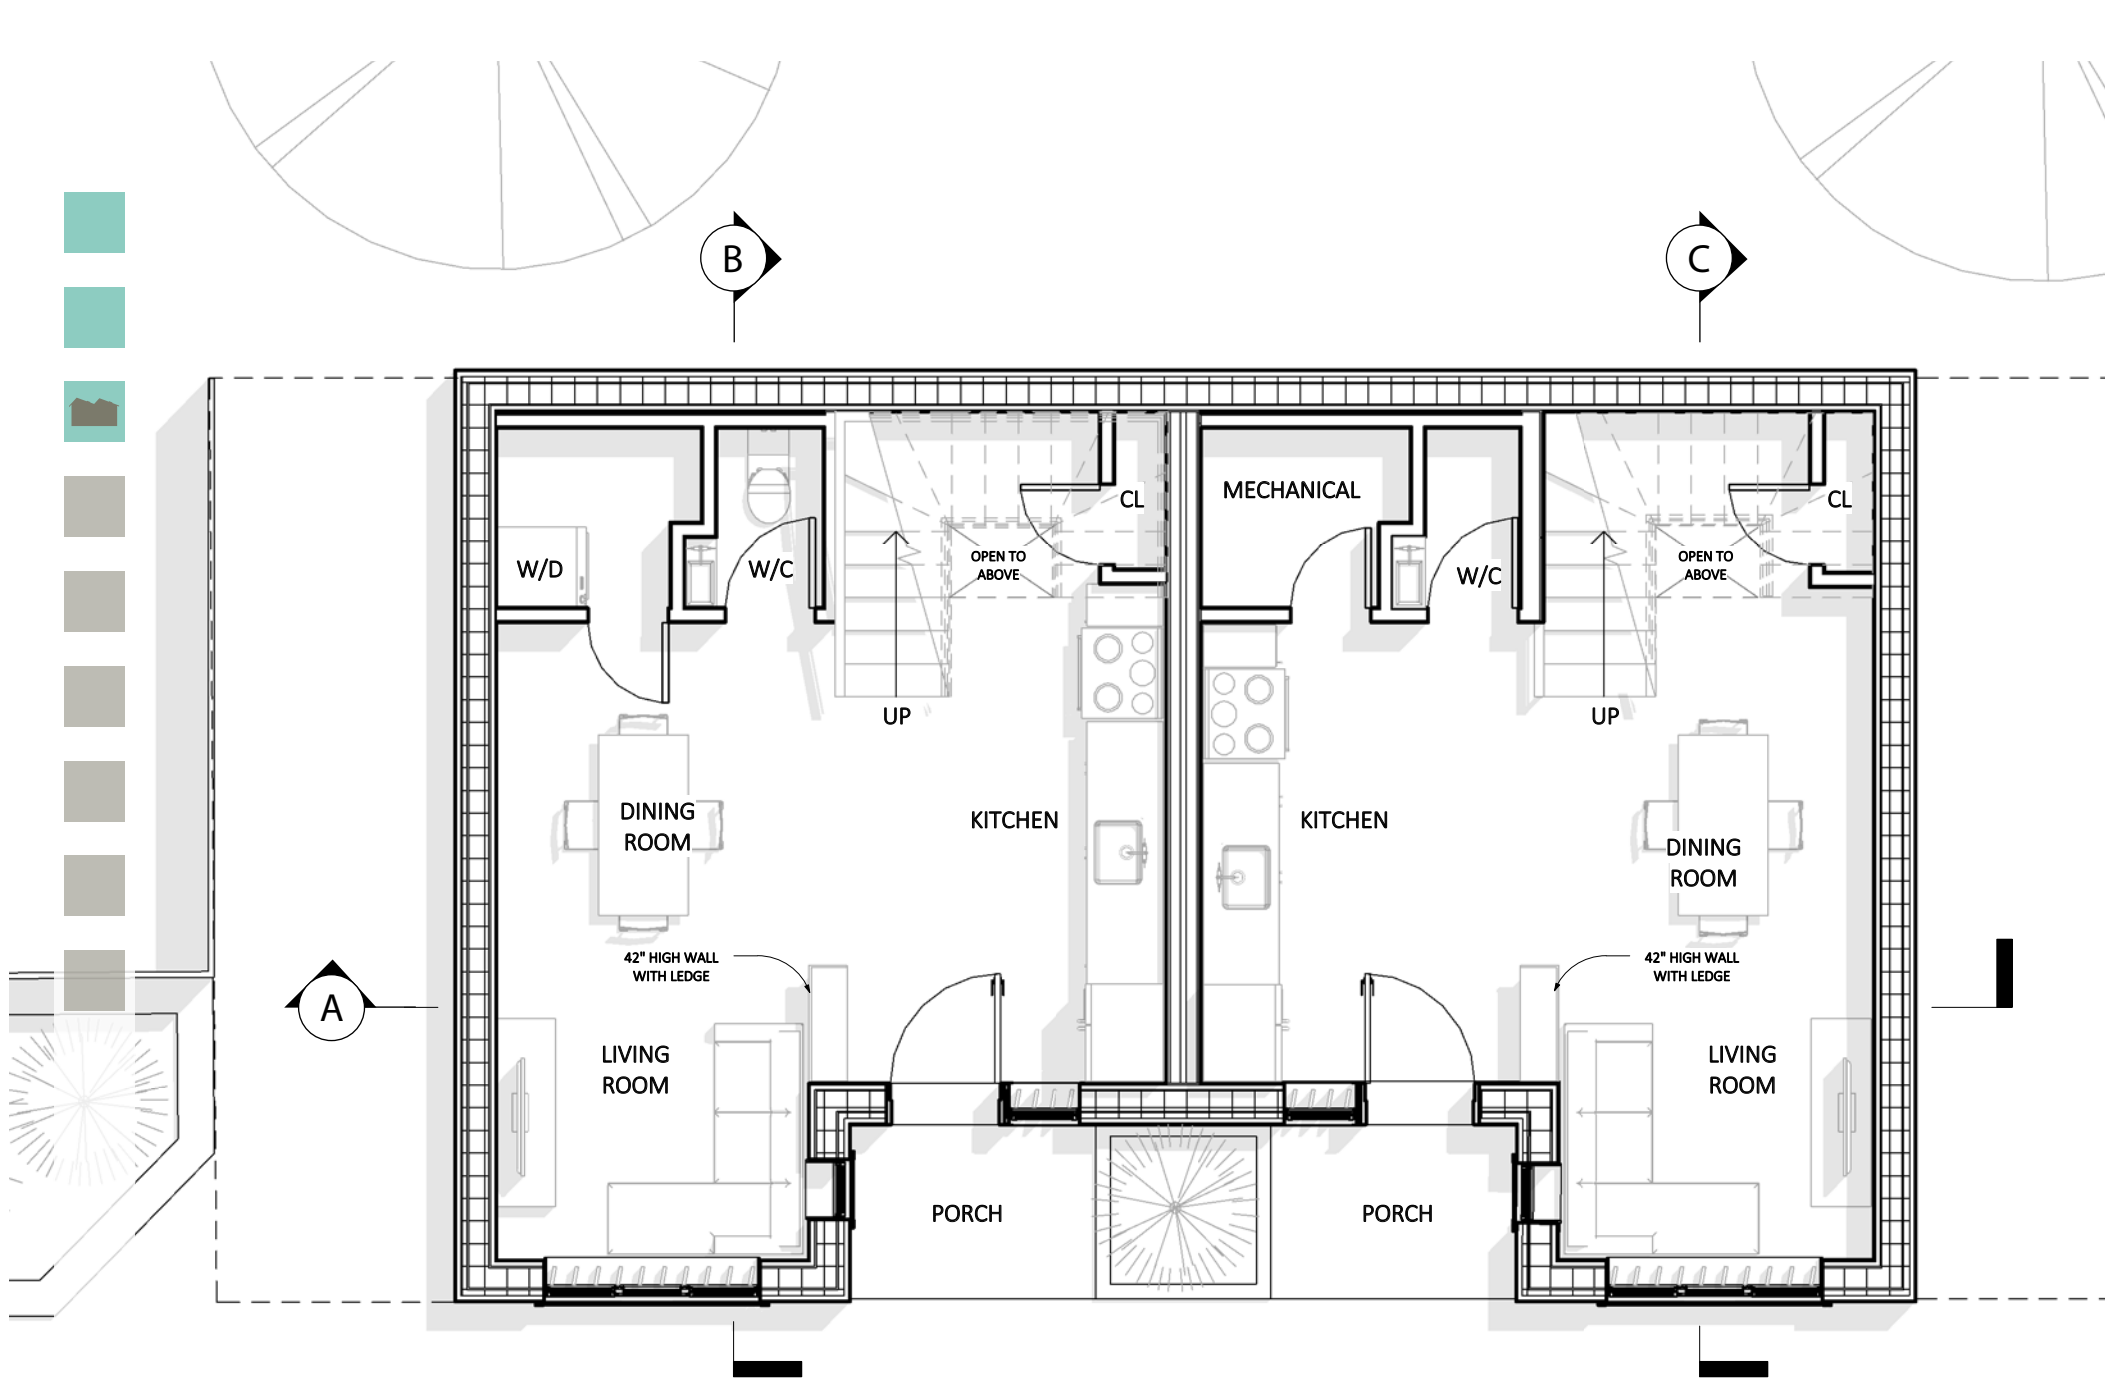 B
C
MECHANICAL
CL
CL
W/D
W/C
OPEN TO
ABOVE
W/C
OPEN TO
ABOVE
UP
UP
DINING
ROOM
KITCHEN
KITCHEN
DINING
ROOM
42" HIGH WALL
WITH LEDGE
42" HIGH WALL
WITH LEDGE
A
LIVING
ROOM
LIVING
ROOM
PORCH
PORCH